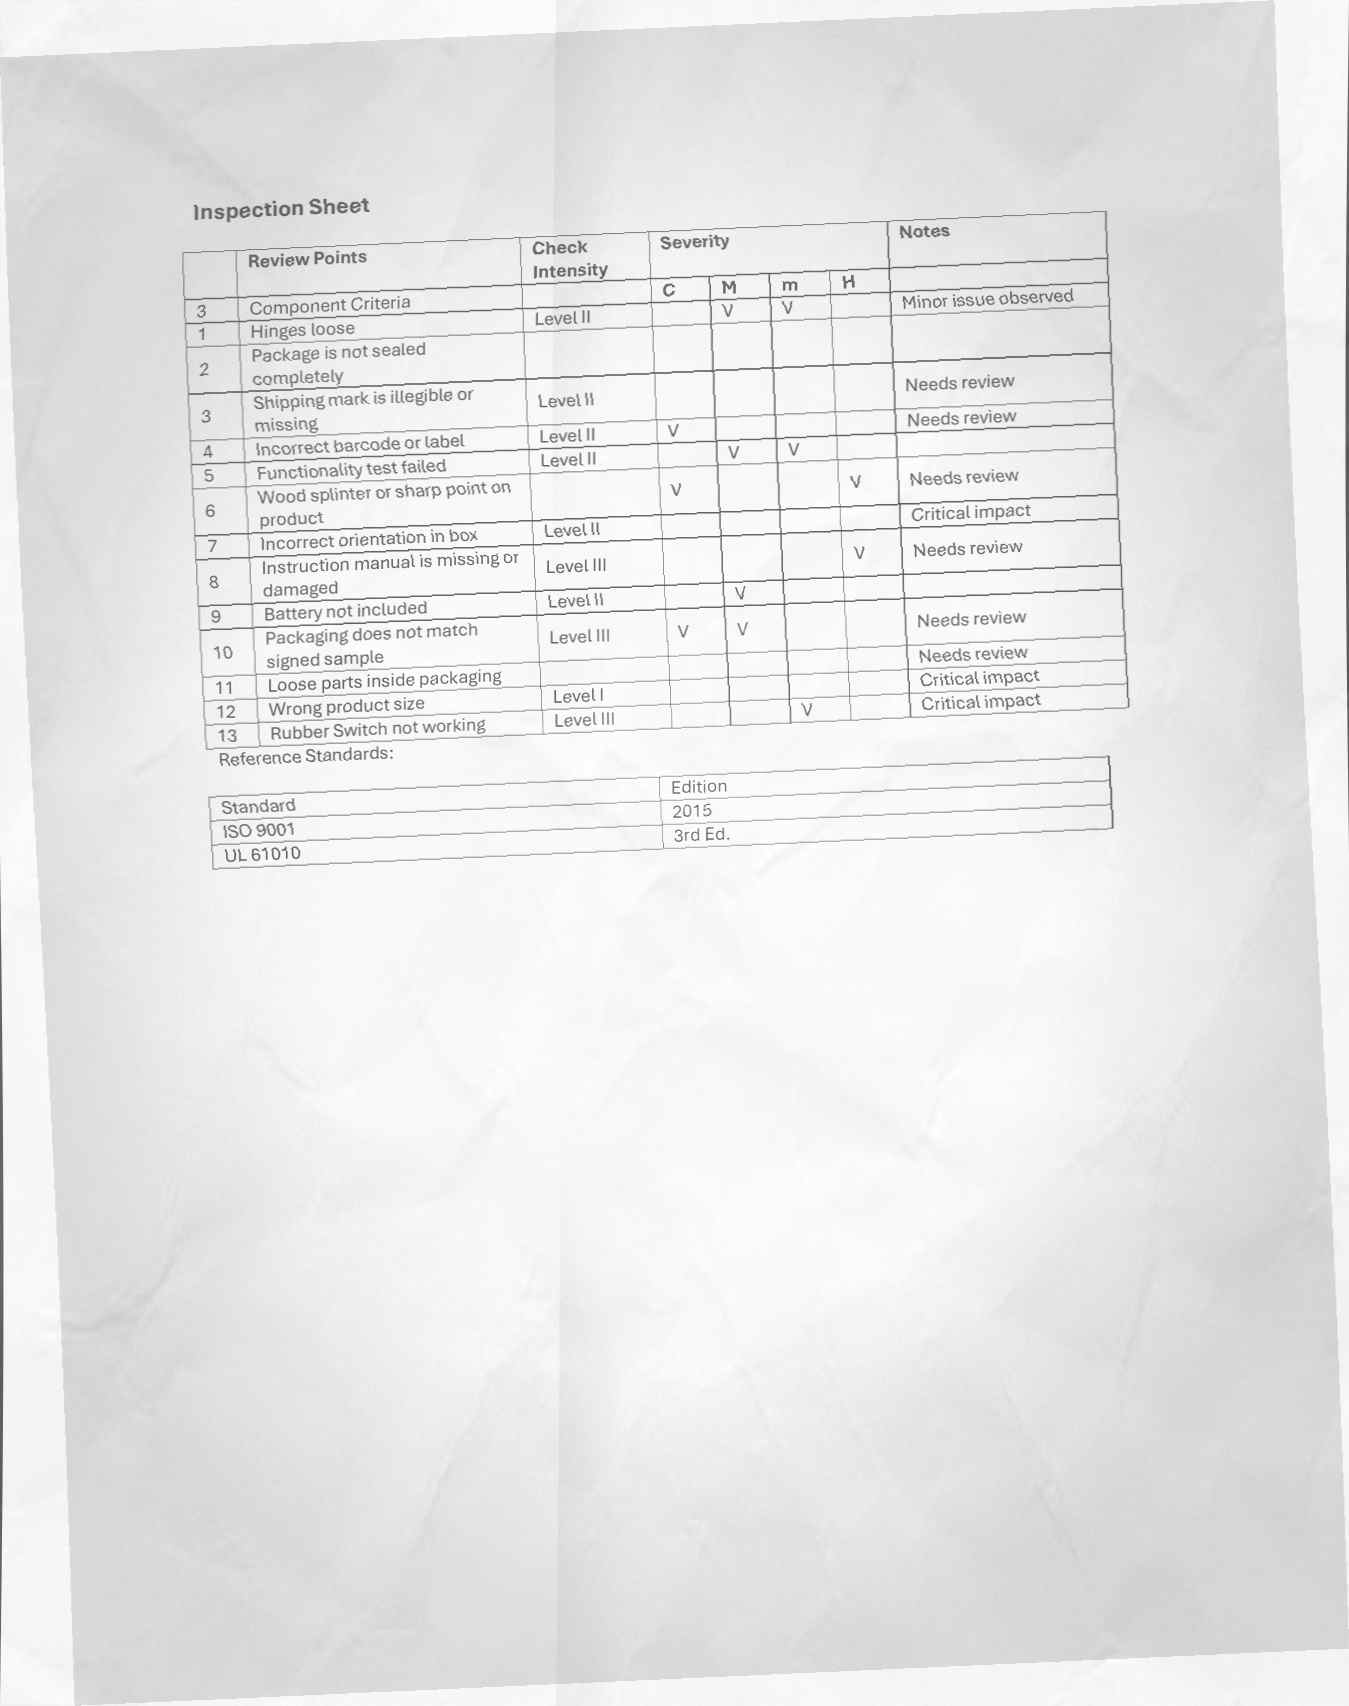 Inspection Sheet
Review Points Check Intensity Severity Notes
3 Component Criteria C M m H
1 Hinges loose Level II V V Minor issue observed
2 Package is not sealed
completely
3 Shipping mark is illegible or Level II Needs review
missing
4 Incorrect barcode or label Level II V Needs review
5 Functionality test failed Level II V V
6 Wood splinter or sharp point on V V Needs review
product
7 Incorrect orientation in box Level II Critical impact
8 Instruction manual is missing or Level III V Needs review
damaged
9 Battery not included Level II V
10 Packaging does not match Level III V V Needs review
signed sample
11 Loose parts inside packaging Needs review
12 Wrong product size Level I Critical impact
13 Rubber Switch not working Level III V Critical impact
Reference Standards:
Standard Edition
ISO 9001 2015
UL 61010 3rd Ed.